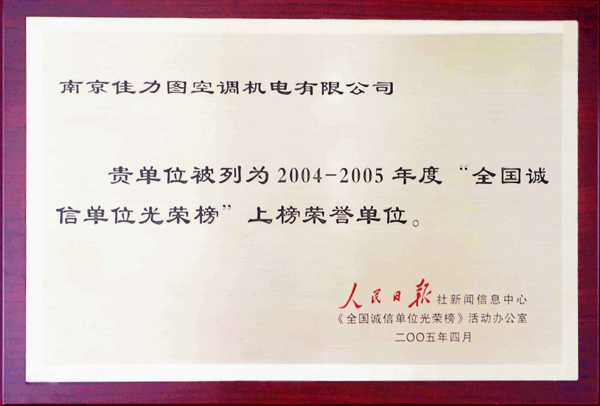 南京佳力图空调机电有限公司
贵单位被列为2004-2005年度“全国诚
信单位光荣榜”上榜荣誉单位。
人民日报社新闻信息中心
《全国诚信单位光荣榜》活动办公室
二〇〇五年四月